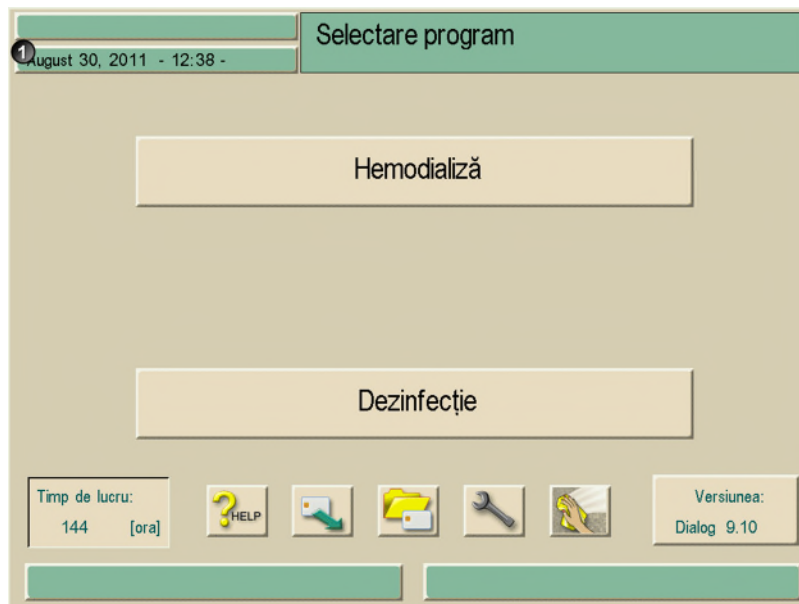 Selectare program
1
August 30, 2011 - 12:38 -
Hemodializă
Dezinfecție
Timp de lucru:
144 [ora]
?HELP
Versiunea:
Dialog 9.10